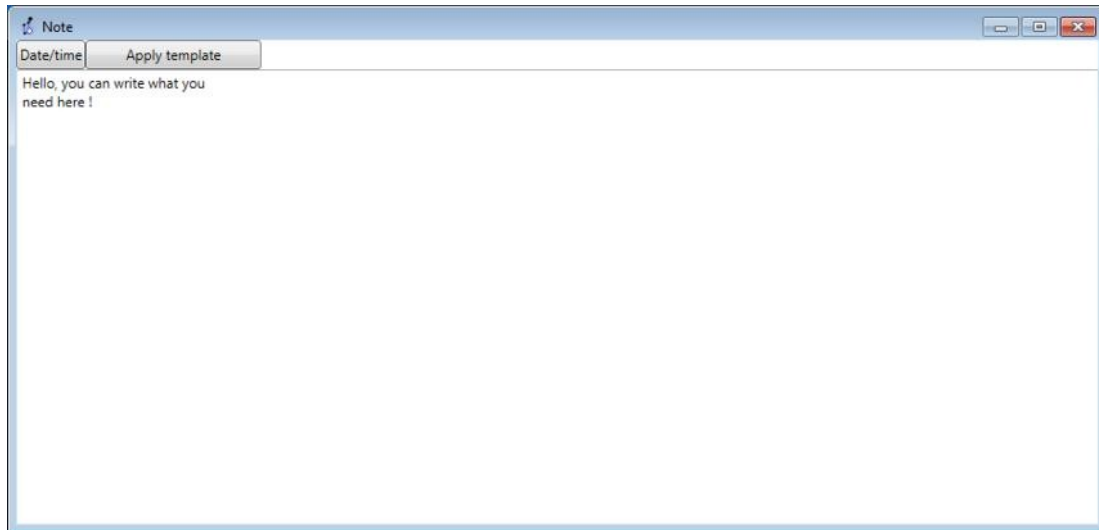 Note
Date/time Apply template
Hello, you can write what you
need here !